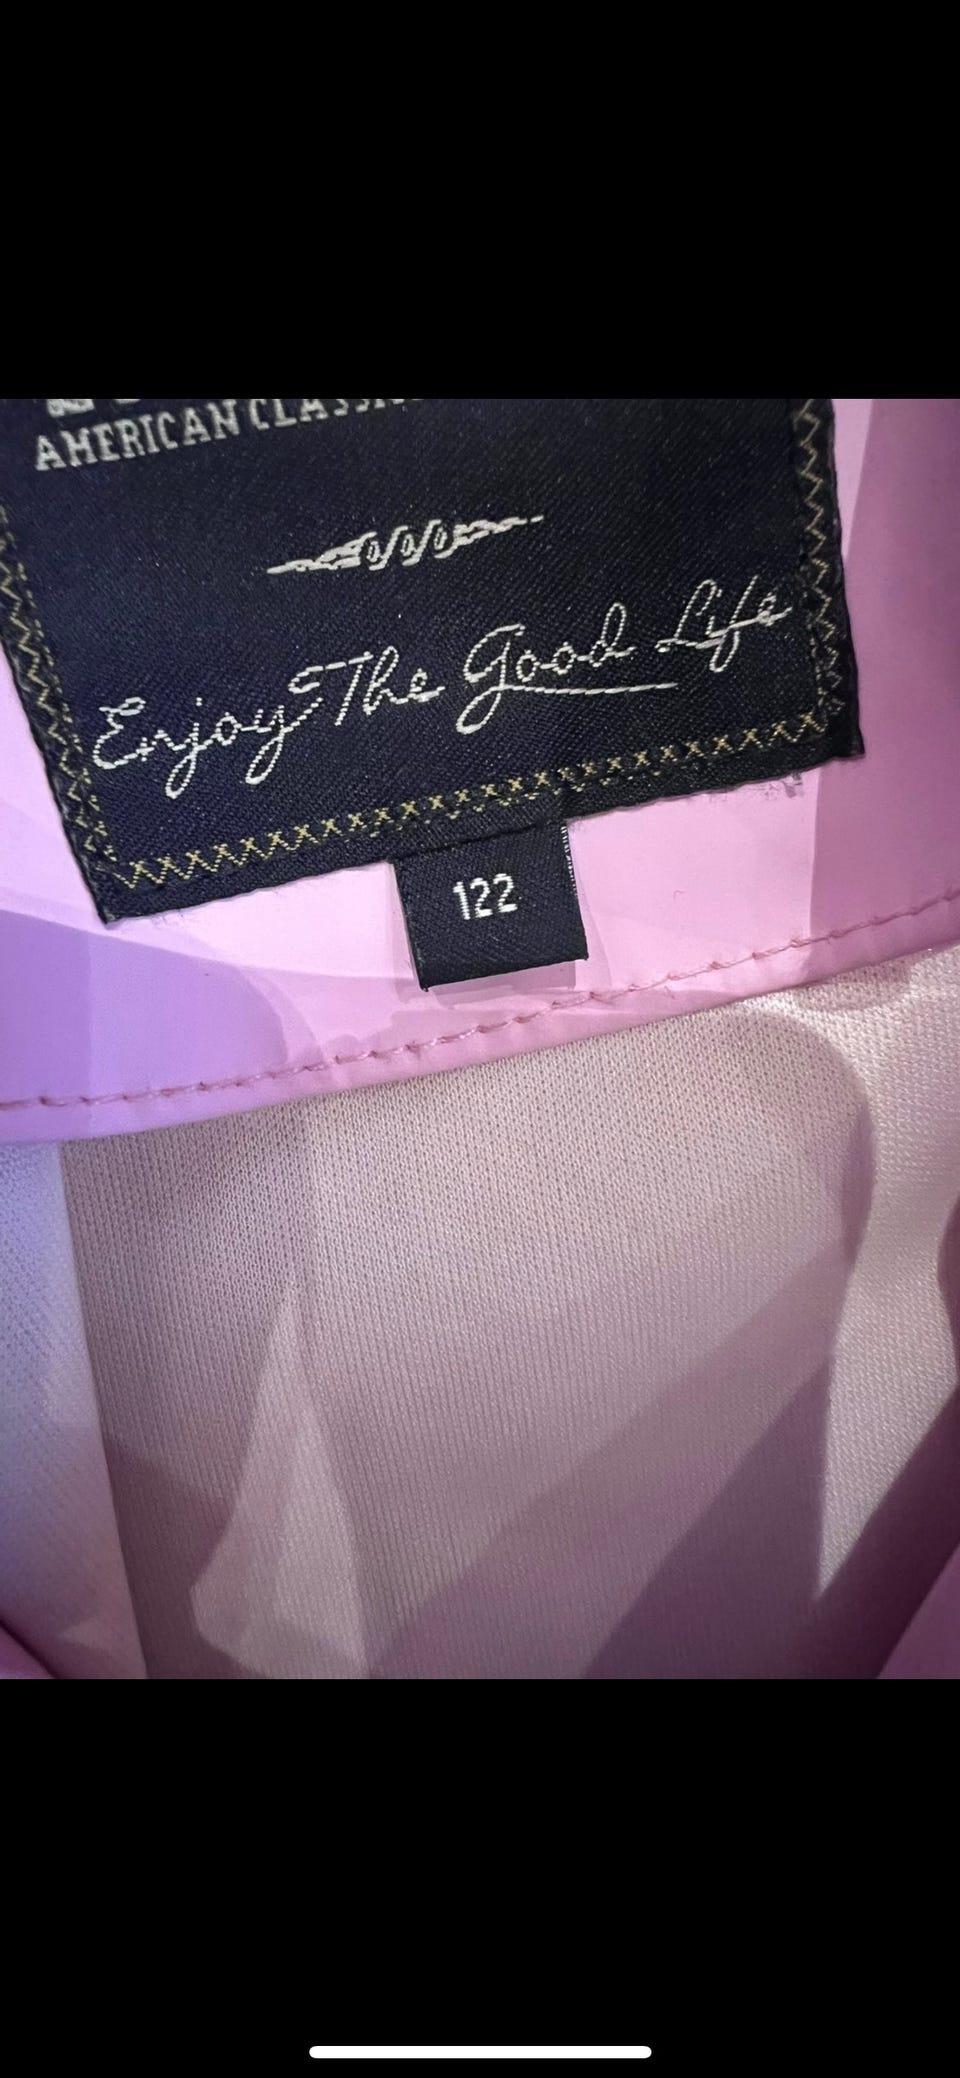 AMERICAN CLASSIC
Enjoy The Good Life
122